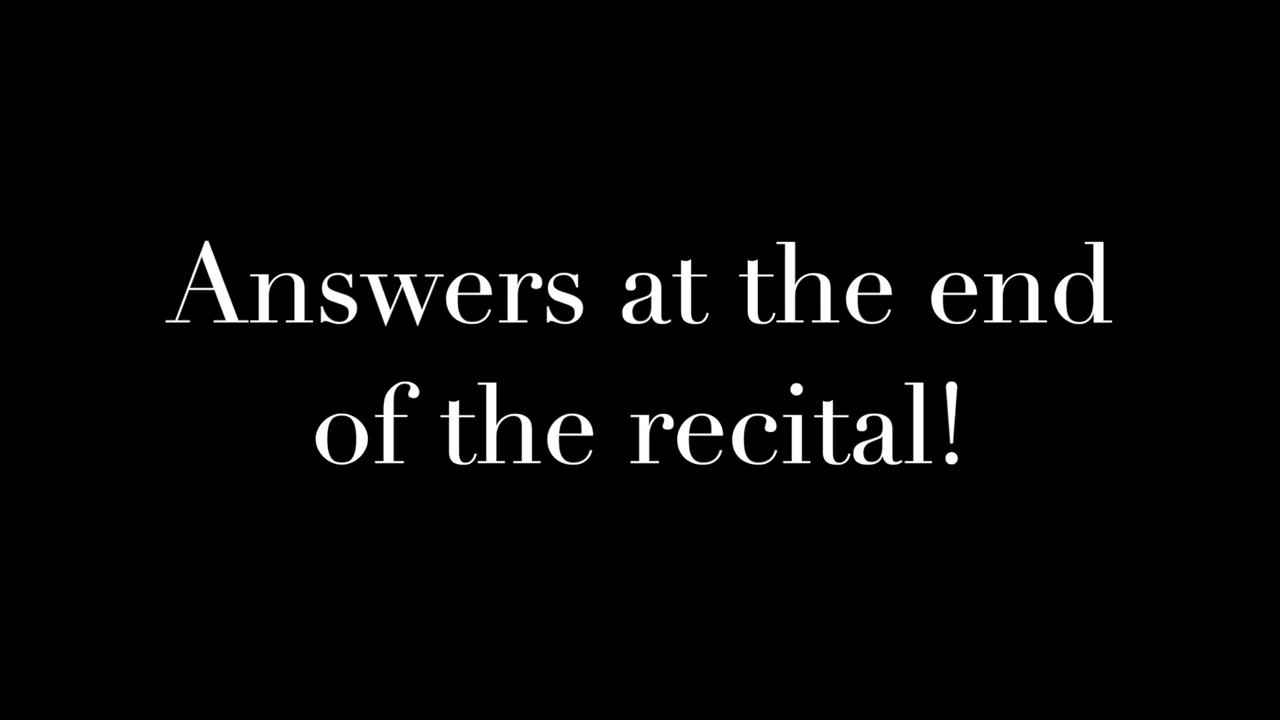 Answers at the end
of the recital!